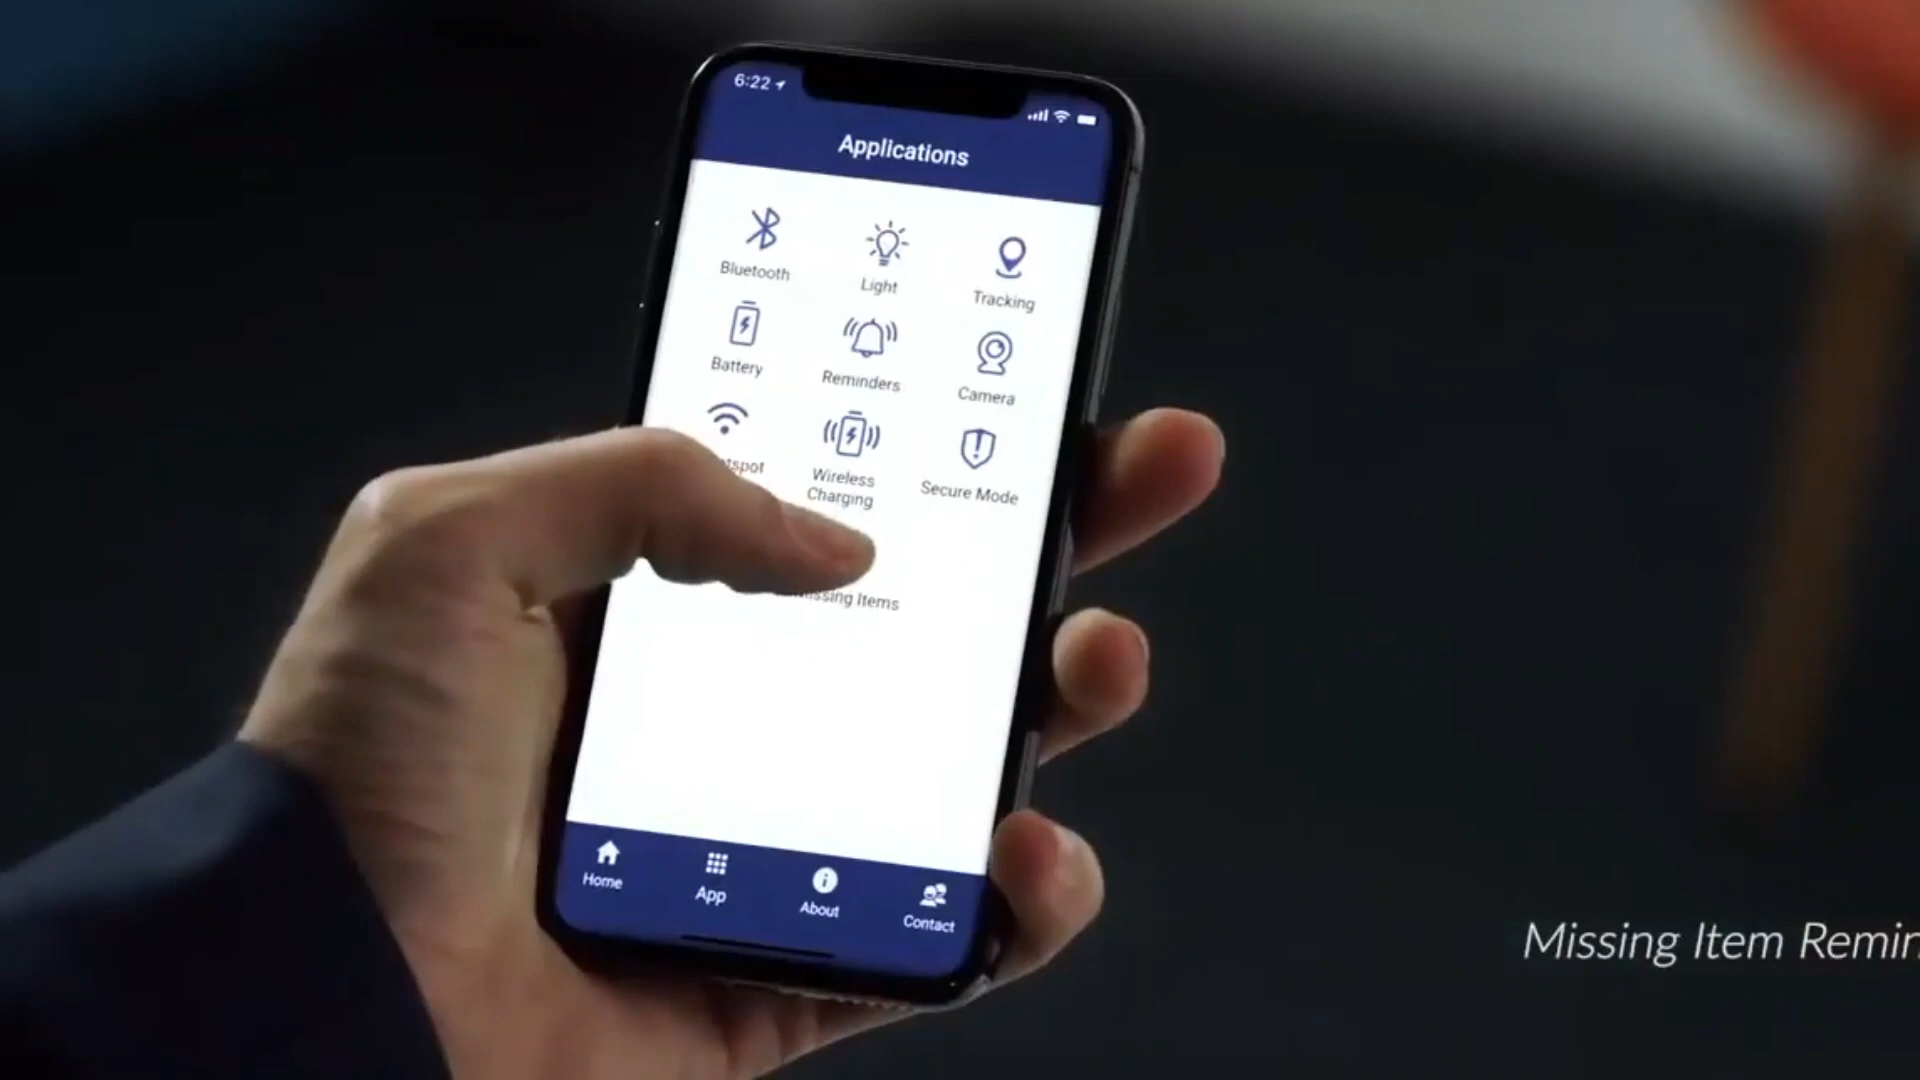 6:22
Applications
Bluetooth
Light
Tracking
Battery
Reminders
Camera
Wireless
Charging
Secure Mode
Items
Home
App
About
Contact
Missing Item